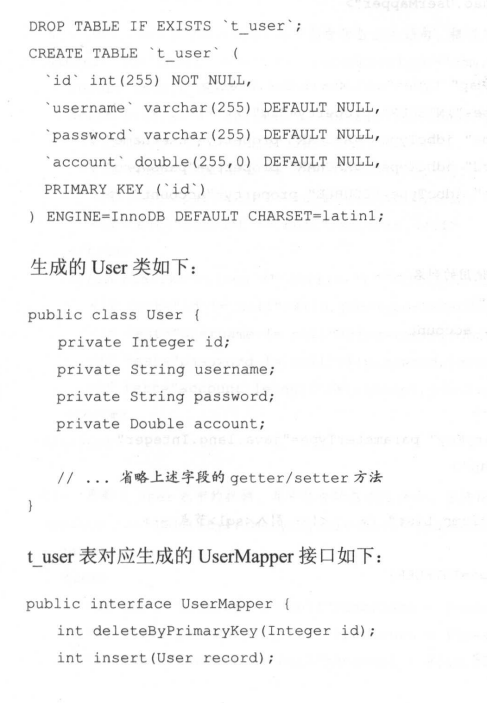 DROP TABLE IF EXISTS `t_user`;
CREATE TABLE `t_user` (
`id` int(255) NOT NULL,
`username` varchar(255) DEFAULT NULL,
`password` varchar(255) DEFAULT NULL,
`account` double(255,0) DEFAULT NULL,
PRIMARY KEY (`id`)
) ENGINE=InnoDB DEFAULT CHARSET=latin1;
生成的 User 类如下：
public class User {
private Integer id;
private String username;
private String password;
private Double account;
// ... 省略上述字段的 getter/setter 方法
}
t_user 表对应生成的 UserMapper 接口如下：
public interface UserMapper {
int deleteByPrimaryKey(Integer id);
int insert(User record);